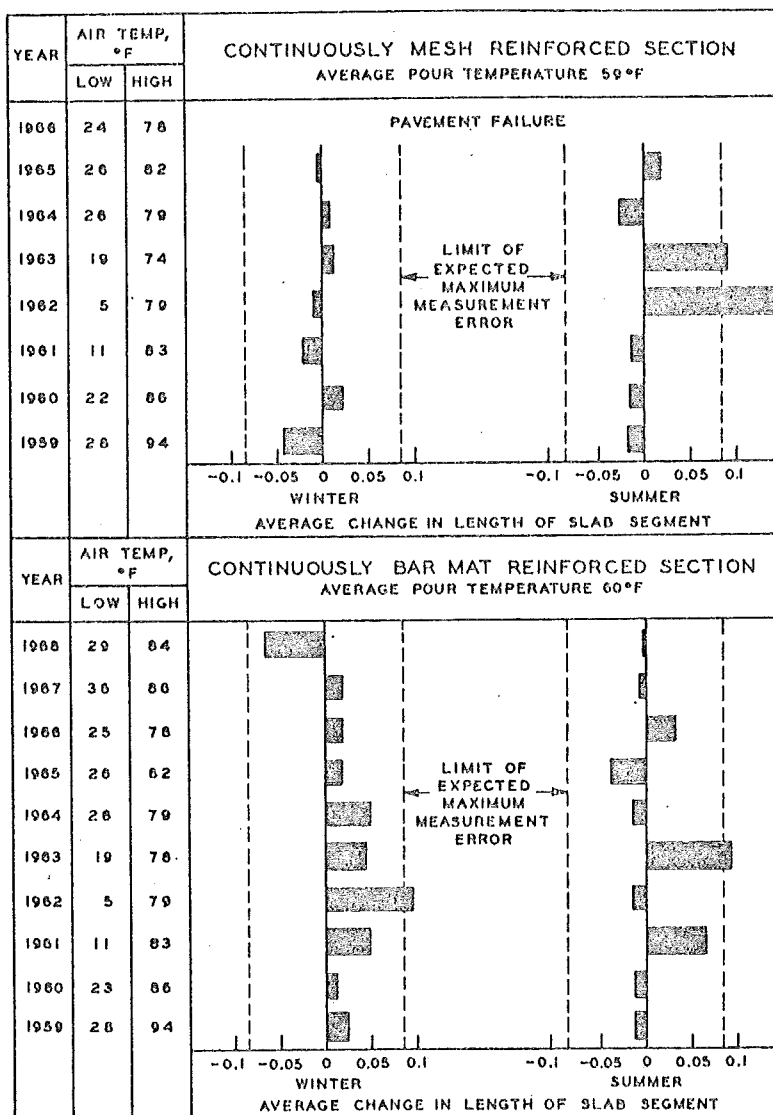 YEAR
AIR TEMP, °F
LOW HIGH
CONTINUOUSLY MESH REINFORCED SECTION
AVERAGE POUR TEMPERATURE 59°F
1966 24 78
PAVEMENT FAILURE
1965 26 82
1964 26 79
1963 19 74
1962 5 79
1961 11 83
1960 22 86
1959 28 94
LIMIT OF
EXPECTED
MAXIMUM
MEASUREMENT
ERROR
-0.1 -0.05 0 0.05 0.1
WINTER
-0.1 0 0.05 0.1
SUMMER
AVERAGE CHANGE IN LENGTH OF SLAB SEGMENT
YEAR
AIR TEMP, °F
LOW HIGH
CONTINUOUSLY BAR MAT REINFORCED SECTION
AVERAGE POUR TEMPERATURE 60°F
1968 29 84
1967 36 86
1966 25 78
1965 26 82
1964 26 79
1963 19 78
1962 5 79
1961 11 83
1960 23 86
1959 28 94
LIMIT OF
EXPECTED
MAXIMUM
MEASUREMENT
ERROR
-0.1 -0.05 0 0.05 0.1
WINTER
-0.1 0 0.05 0.1
SUMMER
AVERAGE CHANGE IN LENGTH OF SLAB SEGMENT